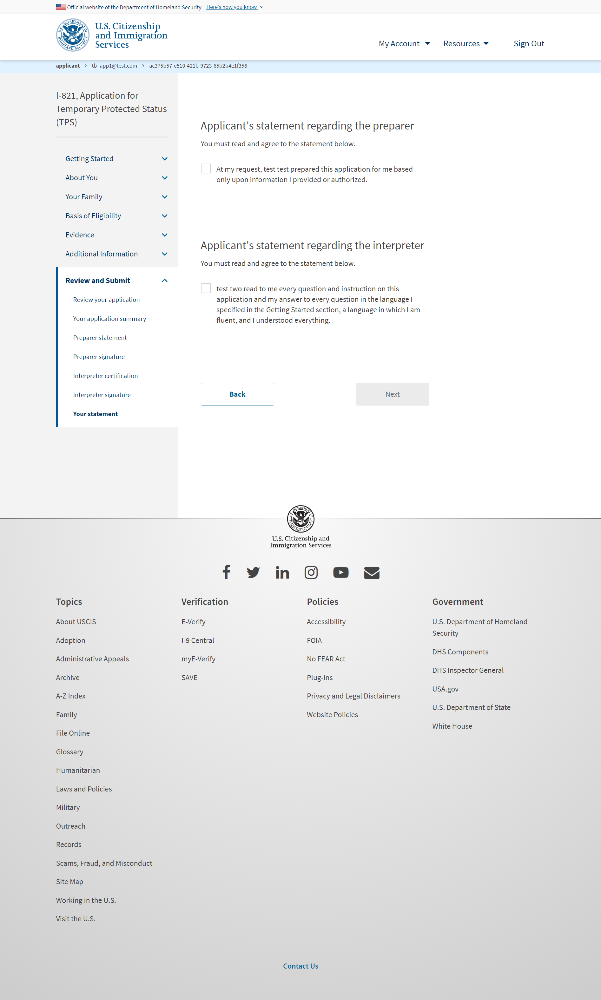 Official website of the Department of Homeland Security Here's how you know
U.S. Citizenship
and Immigration
Services
My Account
Resources
Sign Out
applicant > tb_app1@test.com > ac375b57-e510-421b-9723-65b2b4e1f356
I-821, Application for
Temporary Protected Status
(TPS)
Getting Started
About You
Your Family
Basis of Eligibility
Evidence
Additional Information
Review and Submit
Review your application
Your application summary
Preparer statement
Preparer signature
Interpreter certification
Interpreter signature
Your statement
Applicant's statement regarding the preparer
You must read and agree to the statement below.
At my request, test test prepared this application for me based
only upon information I provided or authorized.
Applicant's statement regarding the interpreter
You must read and agree to the statement below.
test two read to me every question and instruction on this
application and my answer to every question in the language I
specified in the Getting Started section, a language in which I am
fluent, and I understood everything.
Back
Next
U.S. DEPARTMENT OF HOMELAND SECURITY
U.S. Citizenship and
Immigration Services
Topics
About USCIS
Adoption
Administrative Appeals
Archive
A-Z Index
Family
File Online
Glossary
Humanitarian
Laws and Policies
Military
Outreach
Records
Scams, Fraud, and Misconduct
Site Map
Working in the U.S.
Visit the U.S.
Verification
E-Verify
I-9 Central
myE-Verify
SAVE
Policies
Accessibility
FOIA
No FEAR Act
Plug-ins
Privacy and Legal Disclaimers
Website Policies
Government
U.S. Department of Homeland
Security
DHS Components
DHS Inspector General
USA.gov
U.S. Department of State
White House
Contact Us